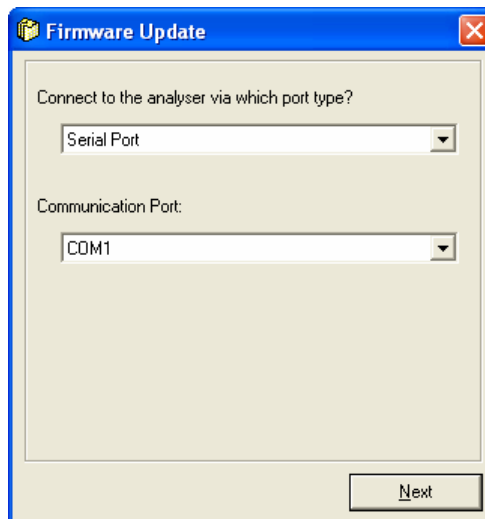 Firmware Update
Connect to the analyser via which port type?
Serial Port
Communication Port:
COM1
Next